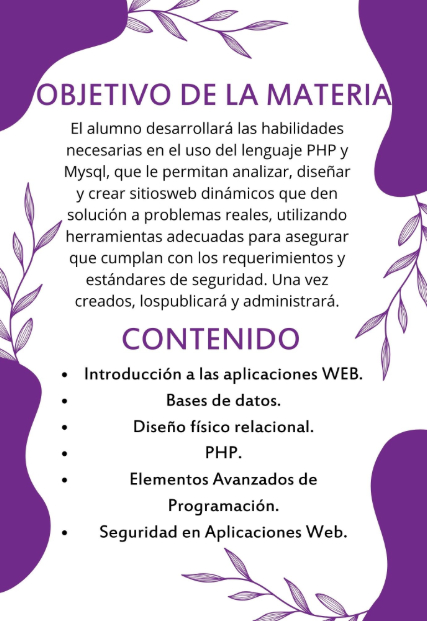 OBJETIVO DE LA MATERIA
El alumno desarrollará las habilidades
necesarias en el uso del lenguaje PHP y
Mysql, que le permitan analizar, diseñar
y crear sitiosweb dinámicos que den
solución a problemas reales, utilizando
herramientas adecuadas para asegurar
que cumplan con los requerimientos y
estándares de seguridad. Una vez
creados, lospublicará y administrará.
CONTENIDO
• Introducción a las aplicaciones WEB.
• Bases de datos.
• Diseño físico relacional.
• PHP.
• Elementos Avanzados de
Programación.
• Seguridad en Aplicaciones Web.